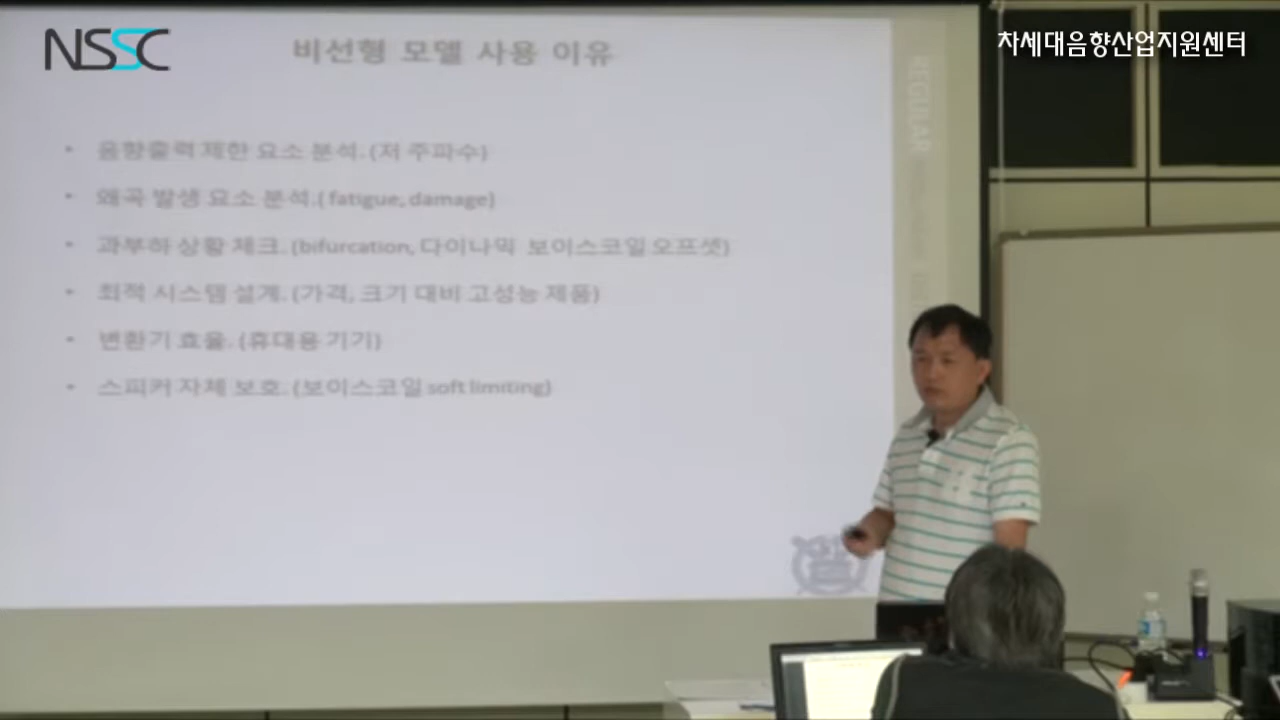 NSSC
차세대음향산업지원센터
비선형 모델 사용 이유
REGULAR
• 음향출력 제한 요소 분석. (저 주파수)
• 왜곡 발생 요소 분석.( fatigue, damage)
• 과부하 상황 체크. (bifurcation, 다이나믹 보이스코일 오프셋)
• 최적 시스템 설계. (가격, 크기 대비 고성능 제품)
• 변환기 효율. (휴대용 기기)
• 스피커 자체 보호. (보이스코일 soft limiting)